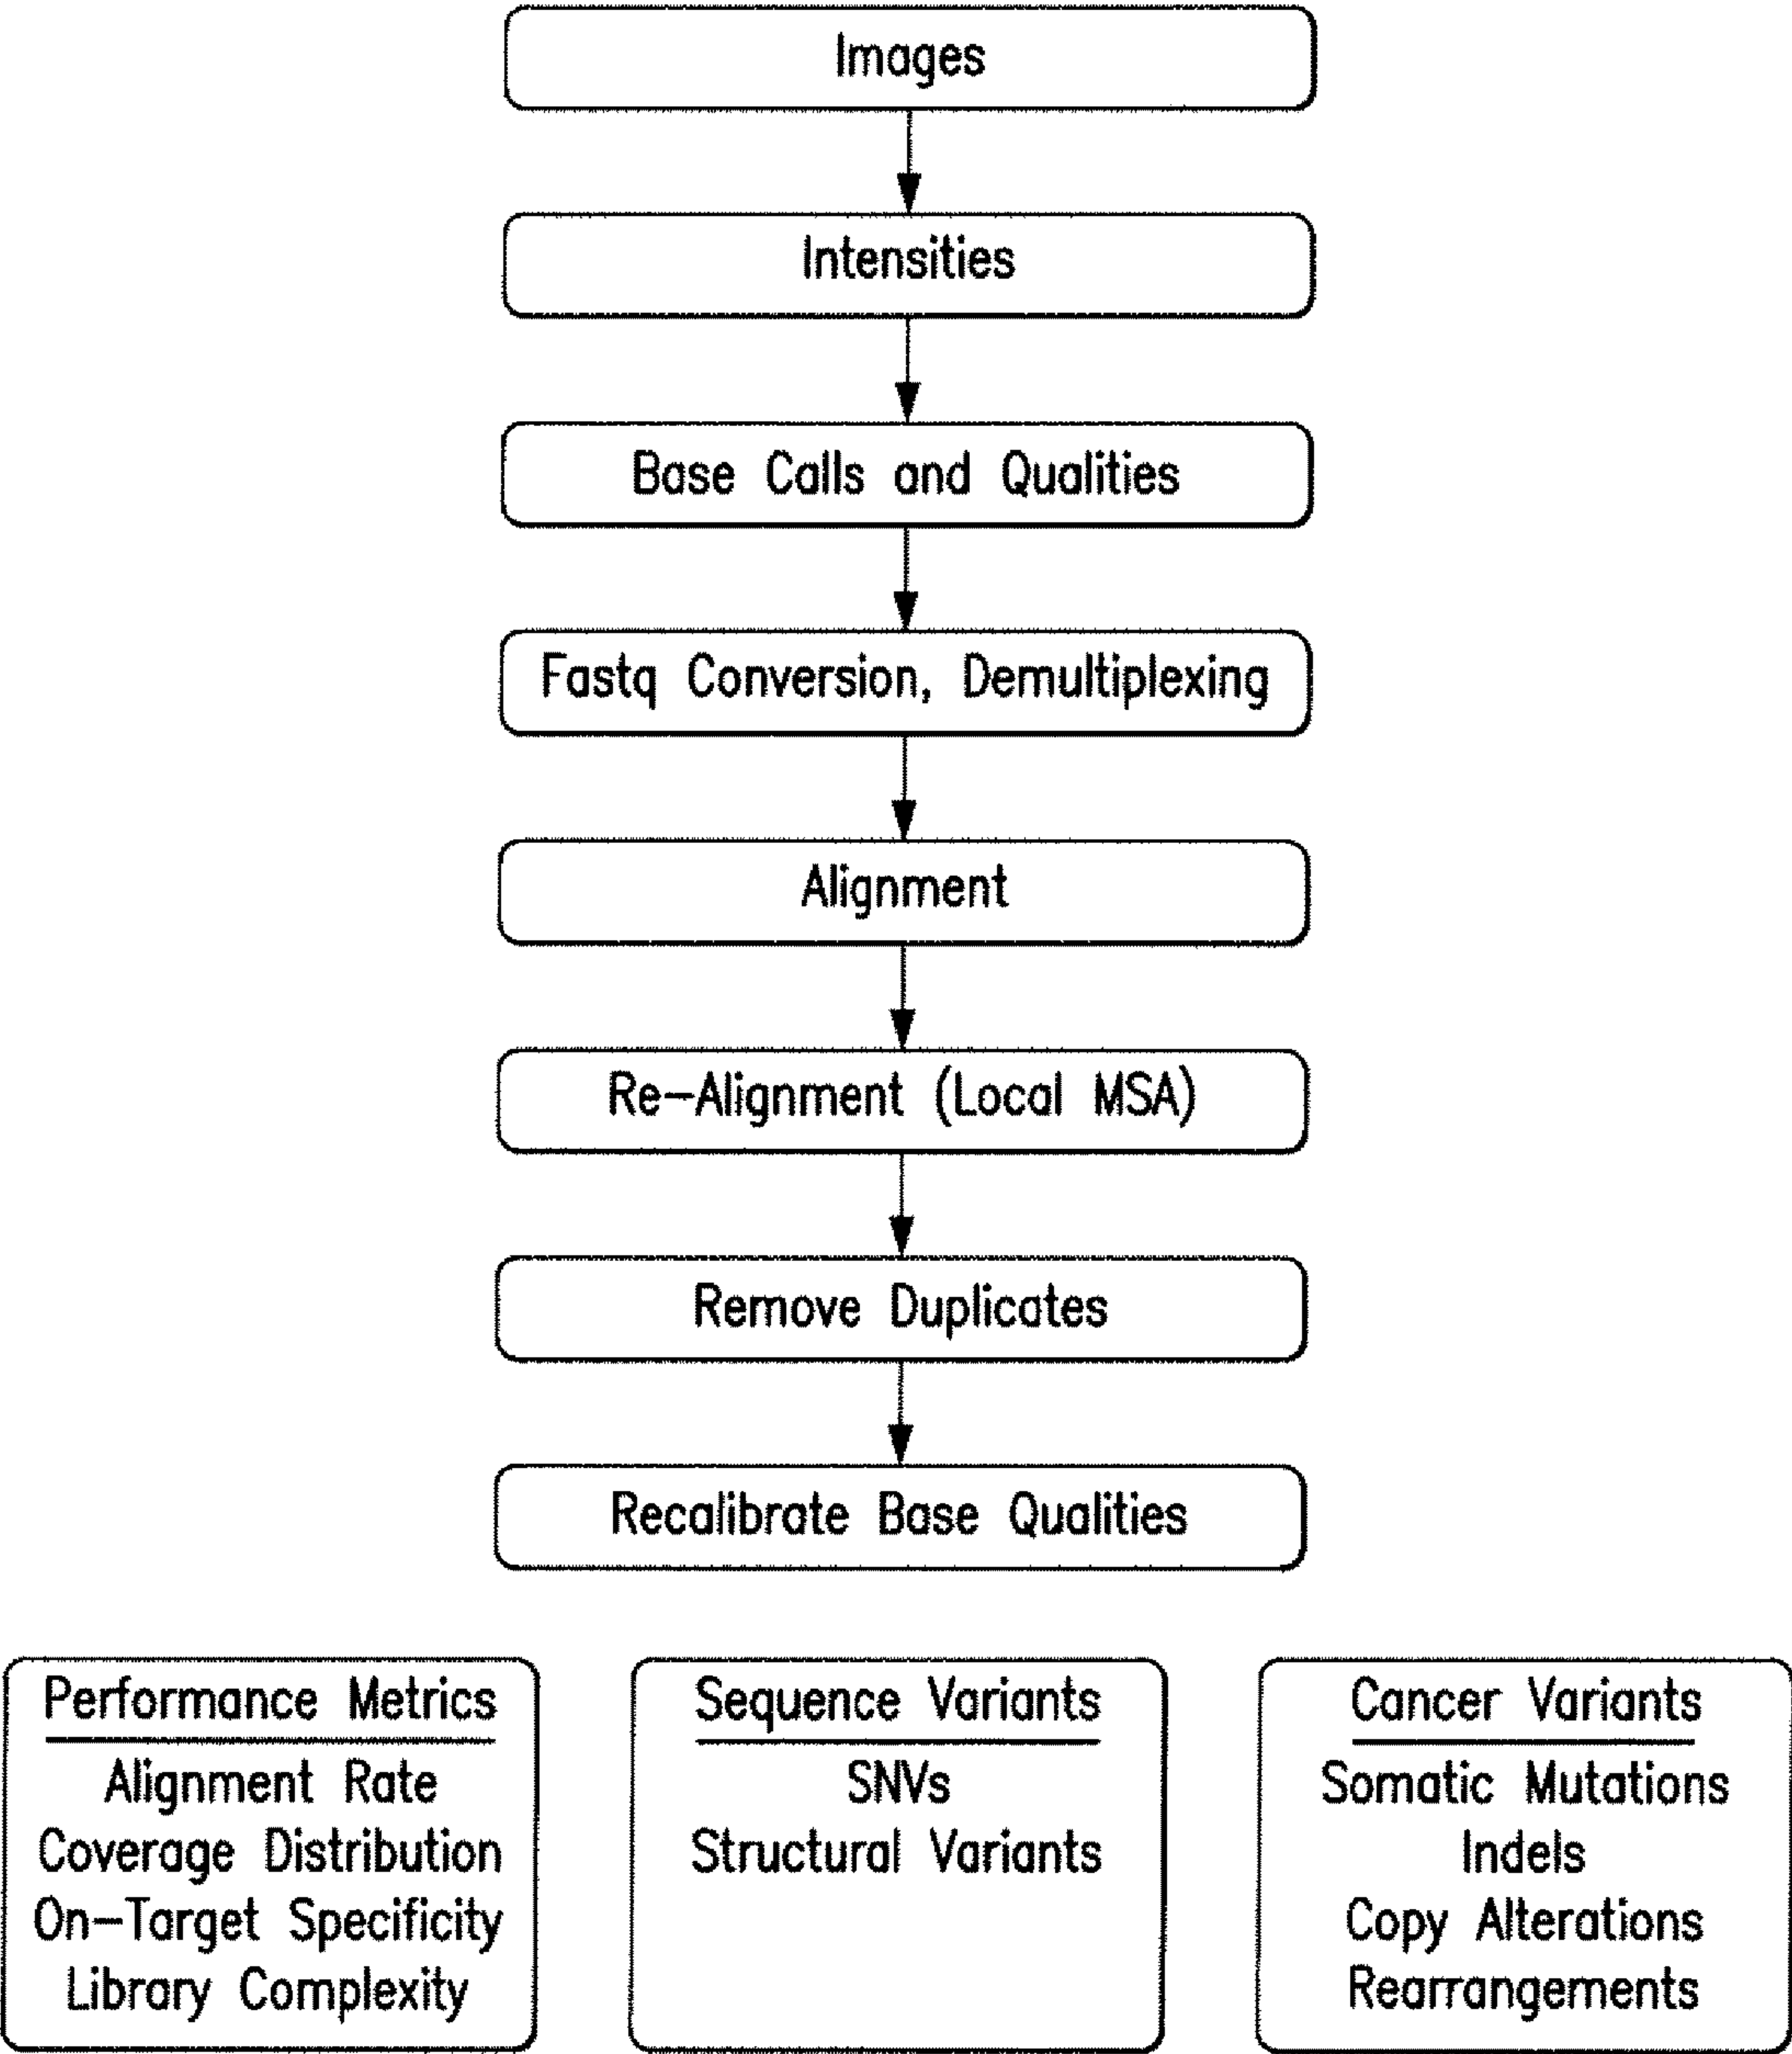 Images
Intensities
Base Calls and Qualities
Fastq Conversion, Demultiplexing
Alignment
Re-Alignment (Local MSA)
Remove Duplicates
Recalibrate Base Qualities
Performance Metrics
Alignment Rate
Coverage Distribution
On-Target Specificity
Library Complexity
Sequence Variants
SNVs
Structural Variants
Cancer Variants
Somatic Mutations
Indels
Copy Alterations
Rearrangements